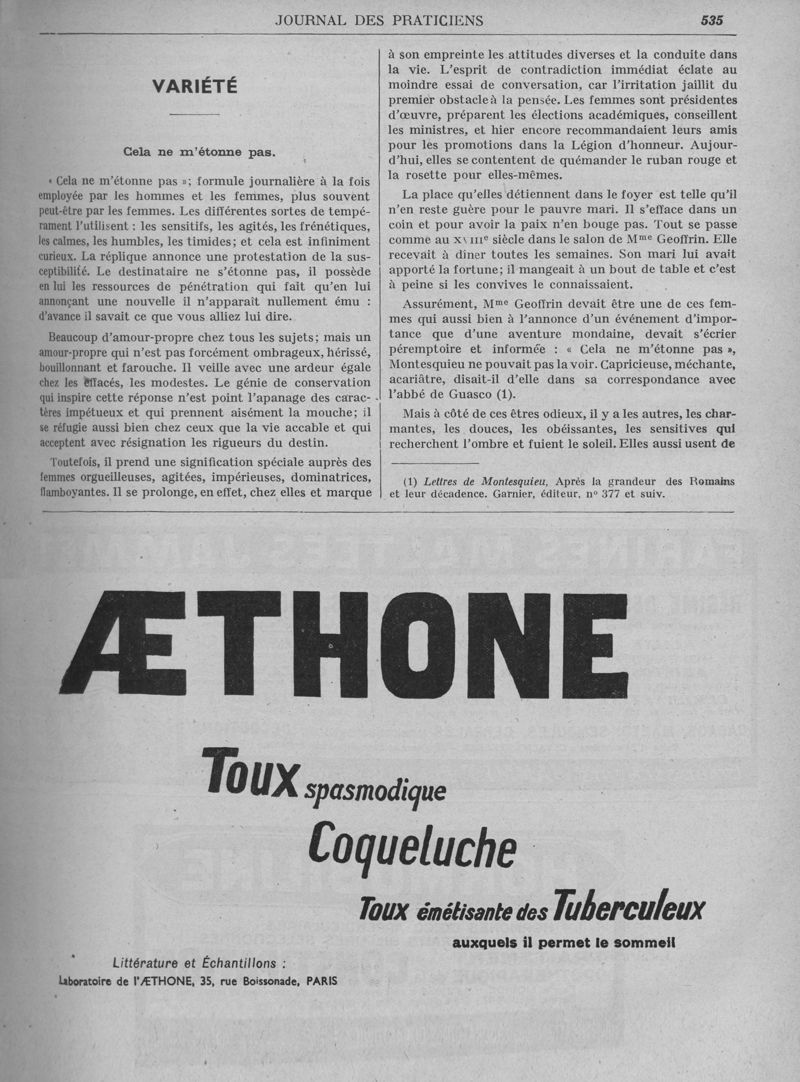 JOURNAL DES PRATICIENS 535
VARIÉTÉ
Cela ne m'étonne pas.
« Cela ne m'étonne pas »; formule journalière à la fois
employée par les hommes et les femmes, plus souvent
peut-être par les femmes. Les différentes sortes de tempé-
rament l'utilisent : les sensitifs, les agités, les frénétiques,
les calmes, les humbles, les timides; et cela est infiniment
curieux. La réplique annonce une protestation de la sus-
ceptibilité. Le destinataire ne s'étonne pas, il possède
en lui les ressources de pénétration qui fait qu'en lui
annonçant une nouvelle il n'apparaît nullement ému :
d'avance il savait ce que vous alliez lui dire.
Beaucoup d'amour-propre chez tous les sujets; mais un
amour-propre qui n'est pas forcément ombrageux, hérissé,
bouillonnant et farouche. Il veille avec une ardeur égale
chez les effacés, les modestes. Le génie de conservation
qui inspire cette réponse n'est point l'apanage des carac-
tères impétueux et qui prennent aisément la mouche; il
se réfugie aussi bien chez ceux que la vie accable et qui
acceptent avec résignation les rigueurs du destin.
Toutefois, il prend une signification spéciale auprès des
femmes orgueilleuses, agitées, impérieuses, dominatrices,
flamboyantes. Il se prolonge, en effet, chez elles et marque
à son empreinte les attitudes diverses et la conduite dans
la vie. L'esprit de contradiction immédiat éclate au
moindre essai de conversation, car l'irritation jaillit du
premier obstacle à la pensée. Les femmes sont présidentes
d'œuvre, préparent les élections académiques, conseillent
les ministres, et hier encore recommandaient leurs amis
pour les promotions dans la Légion d'honneur. Aujour-
d'hui, elles se contentent de quémander le ruban rouge et
la rosette pour elles-mêmes.
La place qu'elles détiennent dans le foyer est telle qu'il
n'en reste guère pour le pauvre mari. Il s'efface dans un
coin et pour avoir la paix n'en bouge pas. Tout se passe
comme au XVIIIe siècle dans le salon de Mme Geoffrin. Elle
recevait à dîner toutes les semaines. Son mari lui avait
apporté la fortune; il mangeait à un bout de table et c'est
à peine si les convives le connaissaient.
Assurément, Mme Geoffrin devait être une de ces fem-
mes qui aussi bien à l'annonce d'un événement d'impor-
tance que d'une aventure mondaine, devait s'écrier
péremptoire et informée : « Cela ne m'étonne pas »,
Montesquieu ne pouvait pas la voir. Capricieuse, méchante,
acariâtre, disait-il d'elle dans sa correspondance avec
l'abbé de Guasco (1).
Mais à côté de ces êtres odieux, il y a les autres, les char-
mantes, les douces, les obéissantes, les sensitives qui
recherchent l'ombre et fuient le soleil. Elles aussi usent de
(1) Lettres de Montesquieu, Après la grandeur des Romains
et leur décadence. Garnier, éditeur, n° 377 et suiv.
ÆTHONE
Toux spasmodique
Coqueluche
Toux émétisante des Tuberculeux
auxquels il permet le sommeil
Littérature et Échantillons :
Laboratoire de l'ÆTHONE, 35, rue Boissonade, PARIS